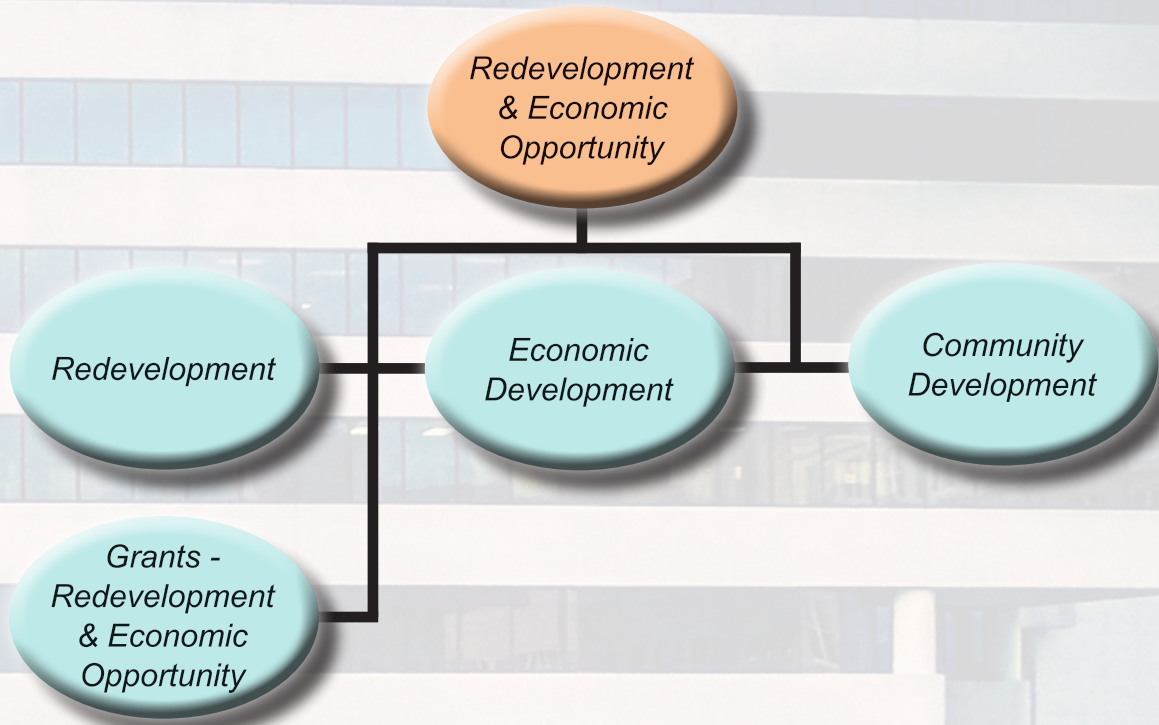 Redevelopment
& Economic
Opportunity
Redevelopment
Economic
Development
Community
Development
Grants -
Redevelopment
& Economic
Opportunity